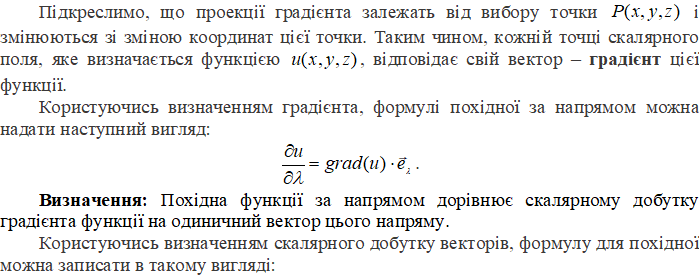 Підкреслимо, що проекції градієнта залежать від вибору точки P(x, y, z) і
змінюються зі зміною координат цієї точки. Таким чином, кожній точці скалярного
поля, яке визначається функцією u(x, y, z), відповідає свій вектор – градієнт цієї
функції.
Користуючись визначенням градієнта, формулі похідної за напрямом можна
надати наступний вигляд:
∂u/∂λ = grad(u) · e⃗_λ .
Визначення: Похідна функції за напрямом дорівнює скалярному добутку
градієнта функції на одиничний вектор цього напряму.
Користуючись визначенням скалярного добутку векторів, формулу для похідної
можна записати в такому вигляді: